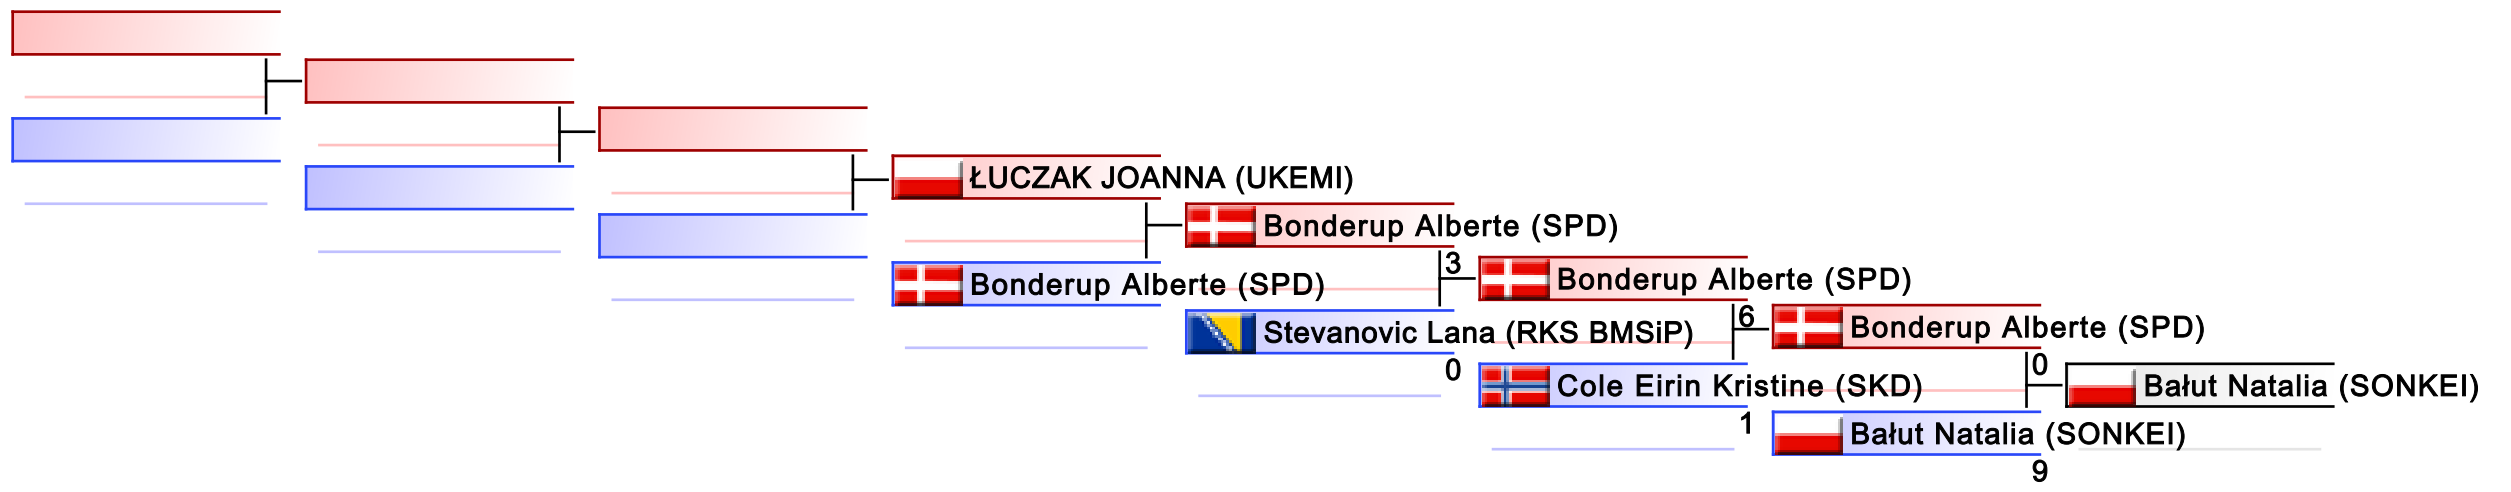 ŁUCZAK JOANNA (UKEMI)
Bonderup Alberte (SPD)
3
Bonderup Alberte (SPD)
Bonderup Alberte (SPD)
6
Stevanovic Lana (RKS BMSiP)
Bonderup Alberte (SPD)
0
0
Cole Eirin Kristine (SKD)
Bałut Natalia (SONKEI)
1
Bałut Natalia (SONKEI)
9